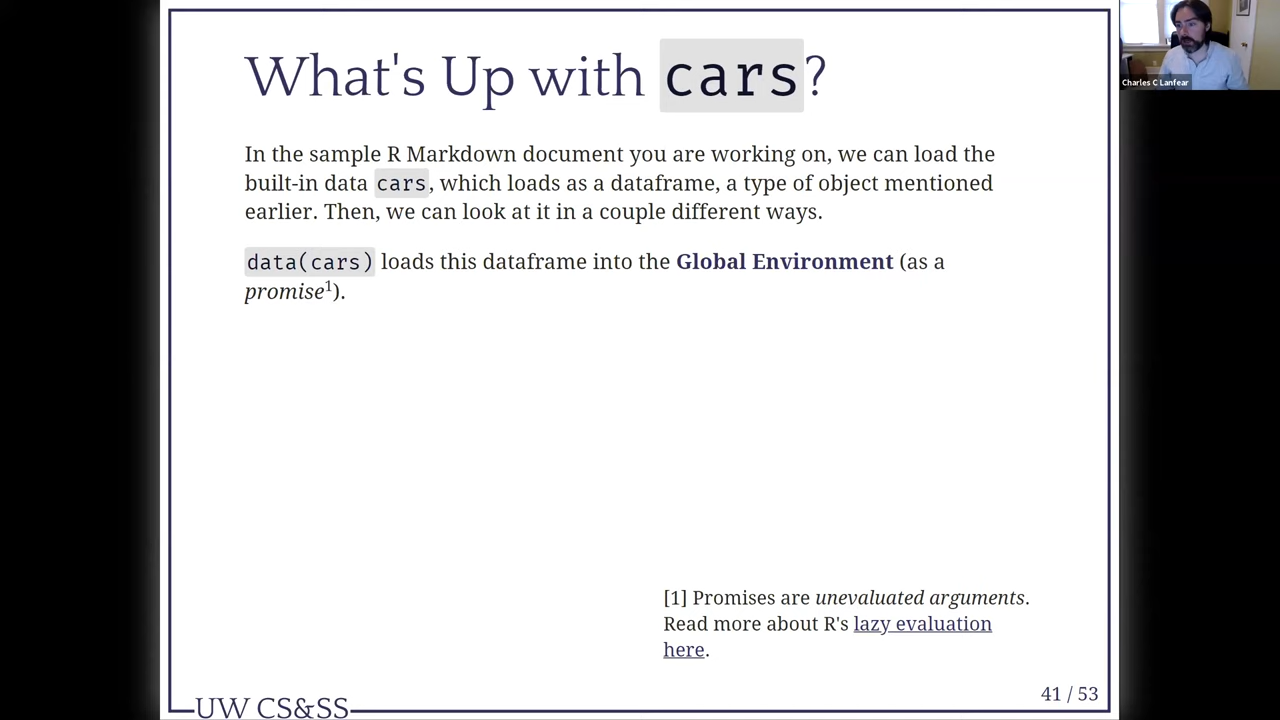 What's Up with cars?
Charles C Lanfear
In the sample R Markdown document you are working on, we can load the
built-in data cars, which loads as a dataframe, a type of object mentioned
earlier. Then, we can look at it in a couple different ways.
data(cars) loads this dataframe into the Global Environment (as a
promise1).
[1] Promises are unevaluated arguments.
Read more about R's lazy evaluation
here.
41 / 53
UW CS&SS